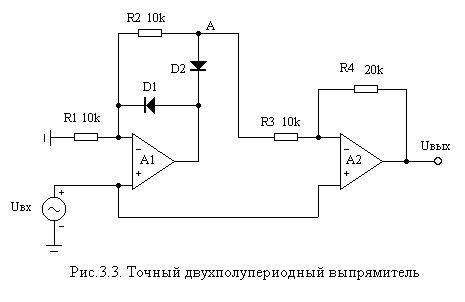 R2 10k
A
D2
D1
R4 20k
R1 10k
R3 10k
A1
A2
−
+
−
+
Uвых
Uвх
+
−
Рис.3.3. Точный двухполупериодный выпрямитель